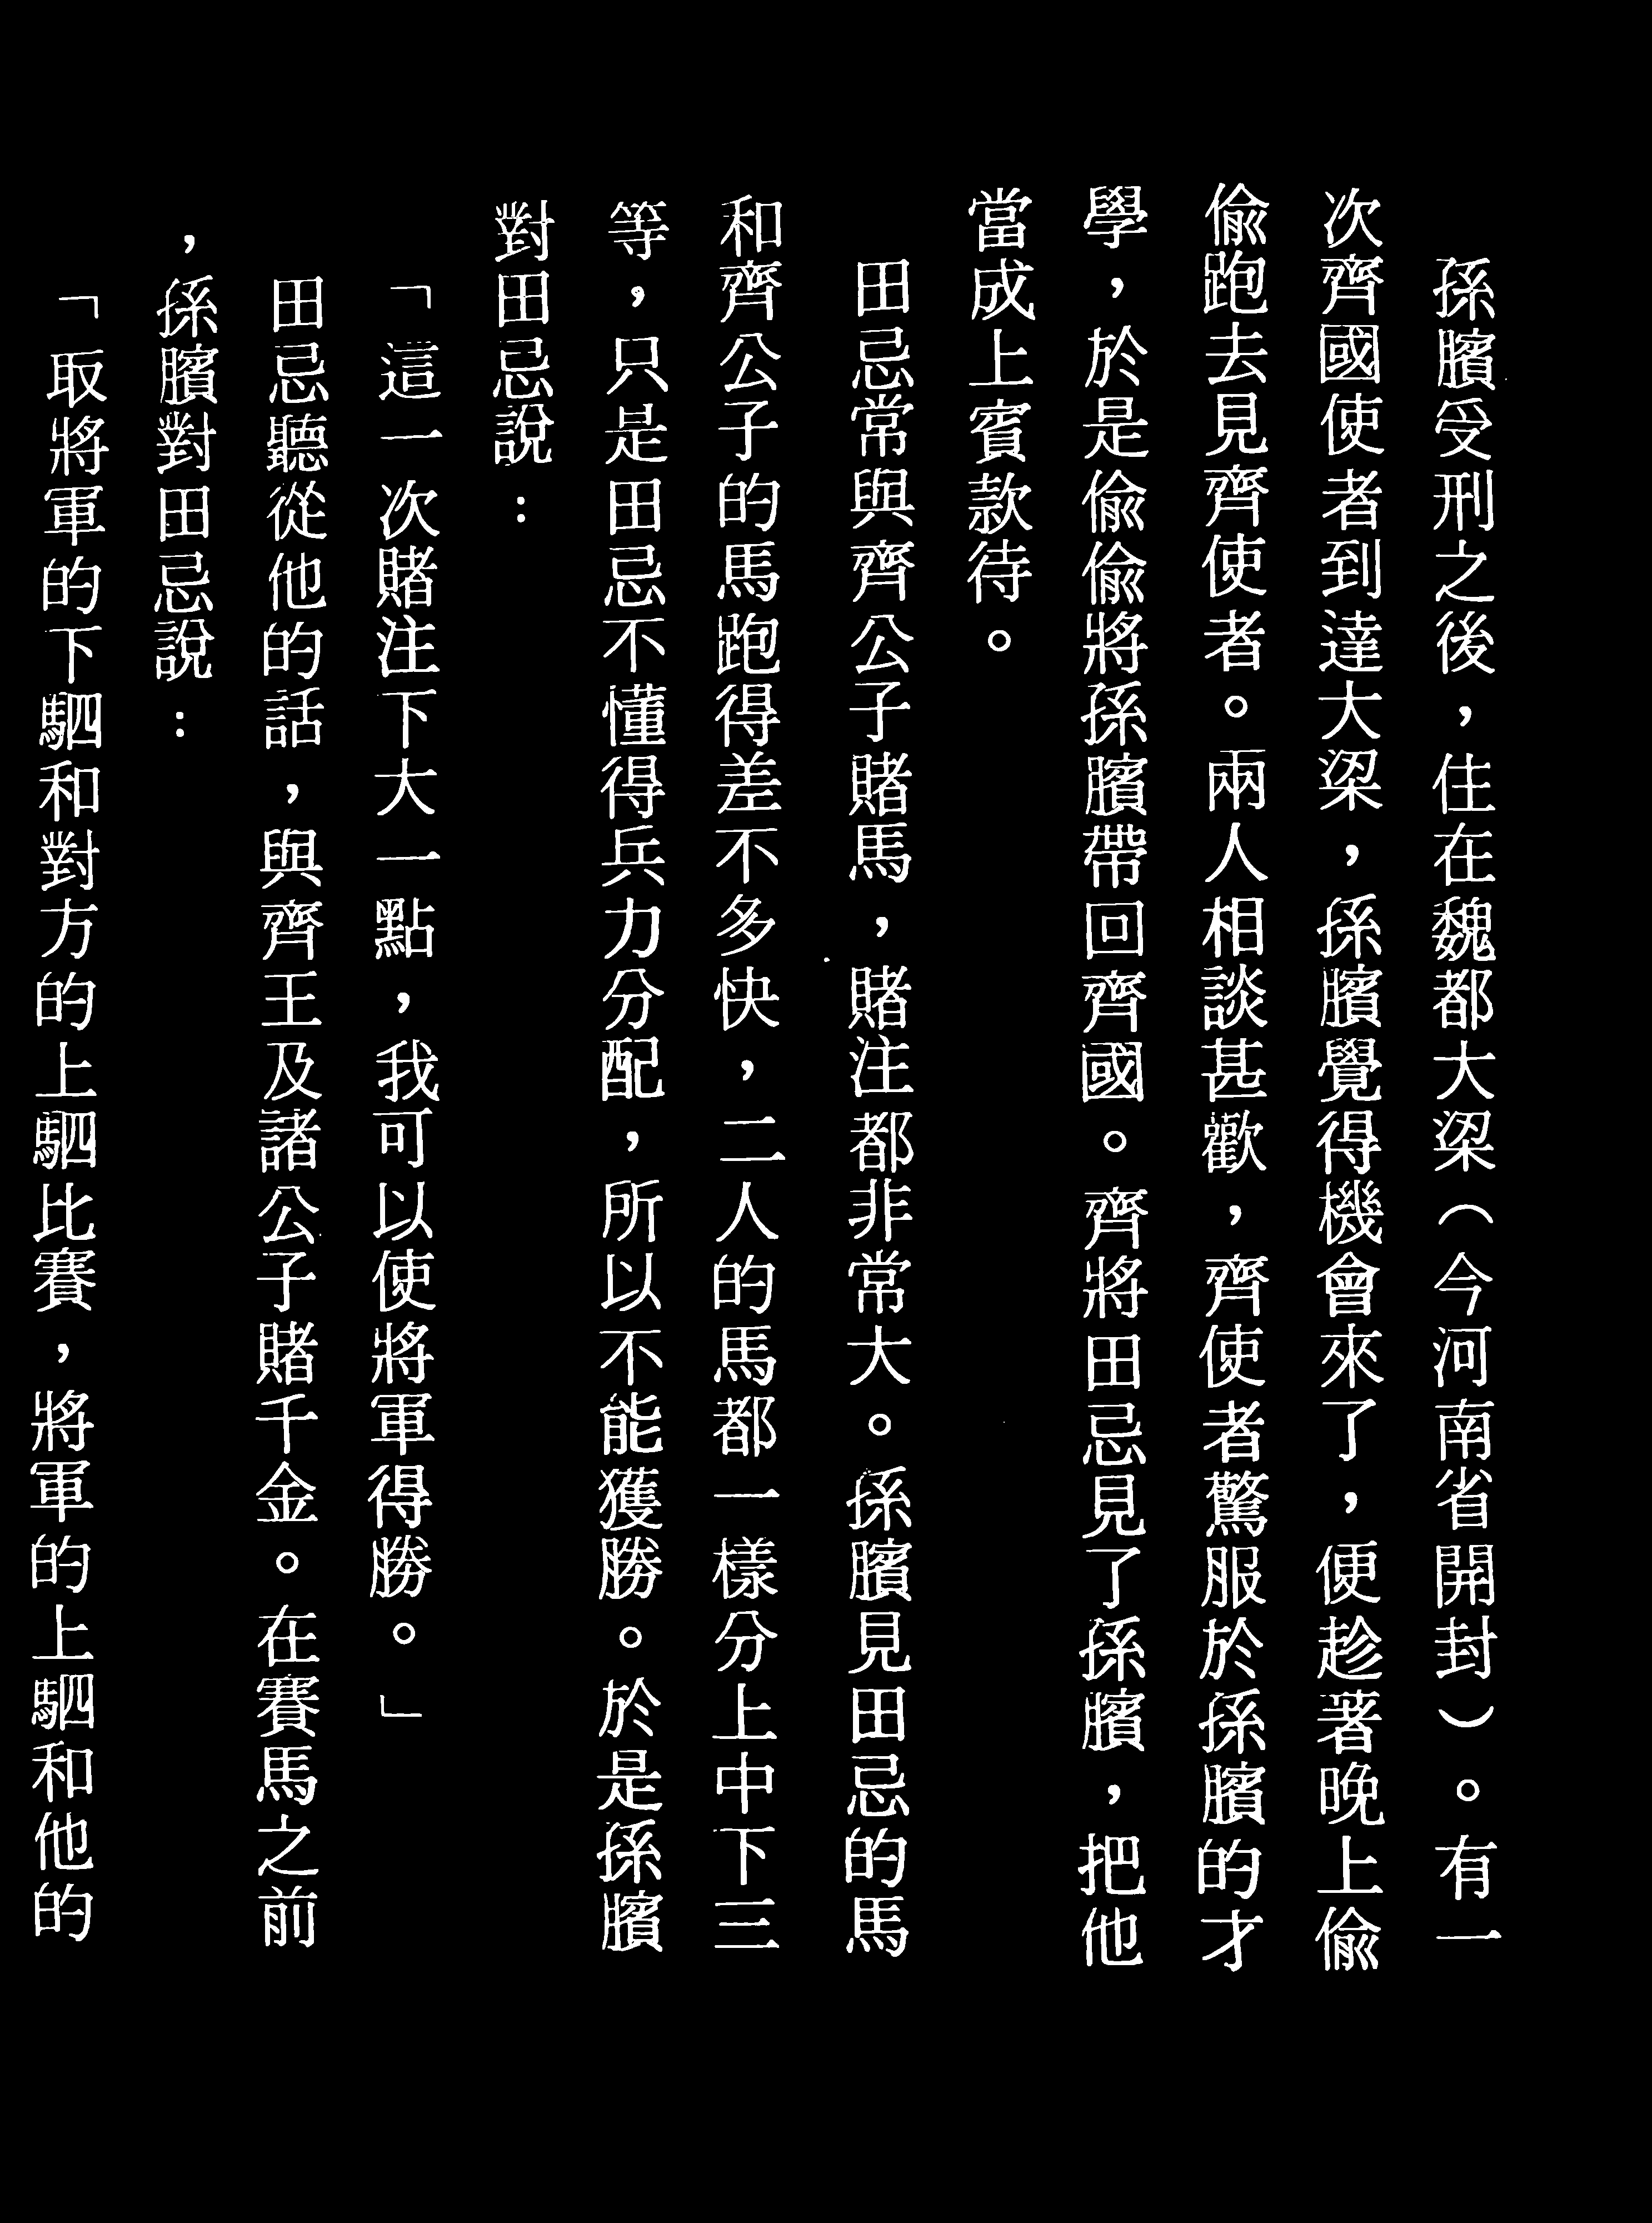 孫臏受刑之後，住在魏都大梁（今河南省開封）。有一
次齊國使者到達大梁，孫臏覺得機會來了，便趁著晚上偷
偷跑去見齊使者。兩人相談甚歡，齊使者驚服於孫臏的才
學，於是偷偷將孫臏帶回齊國。齊將田忌見了孫臏，把他
當成上賓款待。
田忌常與齊公子賭馬，賭注都非常大。孫臏見田忌的馬
和齊公子的馬跑得差不多快，二人的馬都一樣分上中下三
等，只是田忌不懂得兵力分配，所以不能獲勝。於是孫臏
對田忌說：
「這一次賭注下大一點，我可以使將軍得勝。」
田忌聽從他的話，與齊王及諸公子賭千金。在賽馬之前
，孫臏對田忌說：
「取將軍的下駟和對方的上駟比賽，將軍的上駟和他的